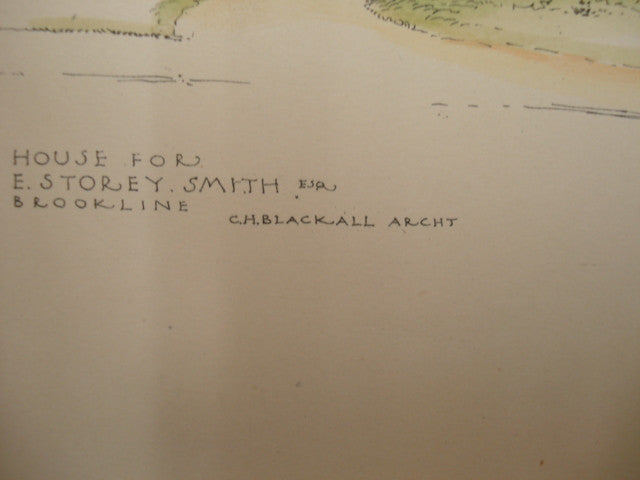 HOUSE FOR
E. STOREY. SMITH ESQ
BROOKLINE
C.H. BLACKALL ARCHT